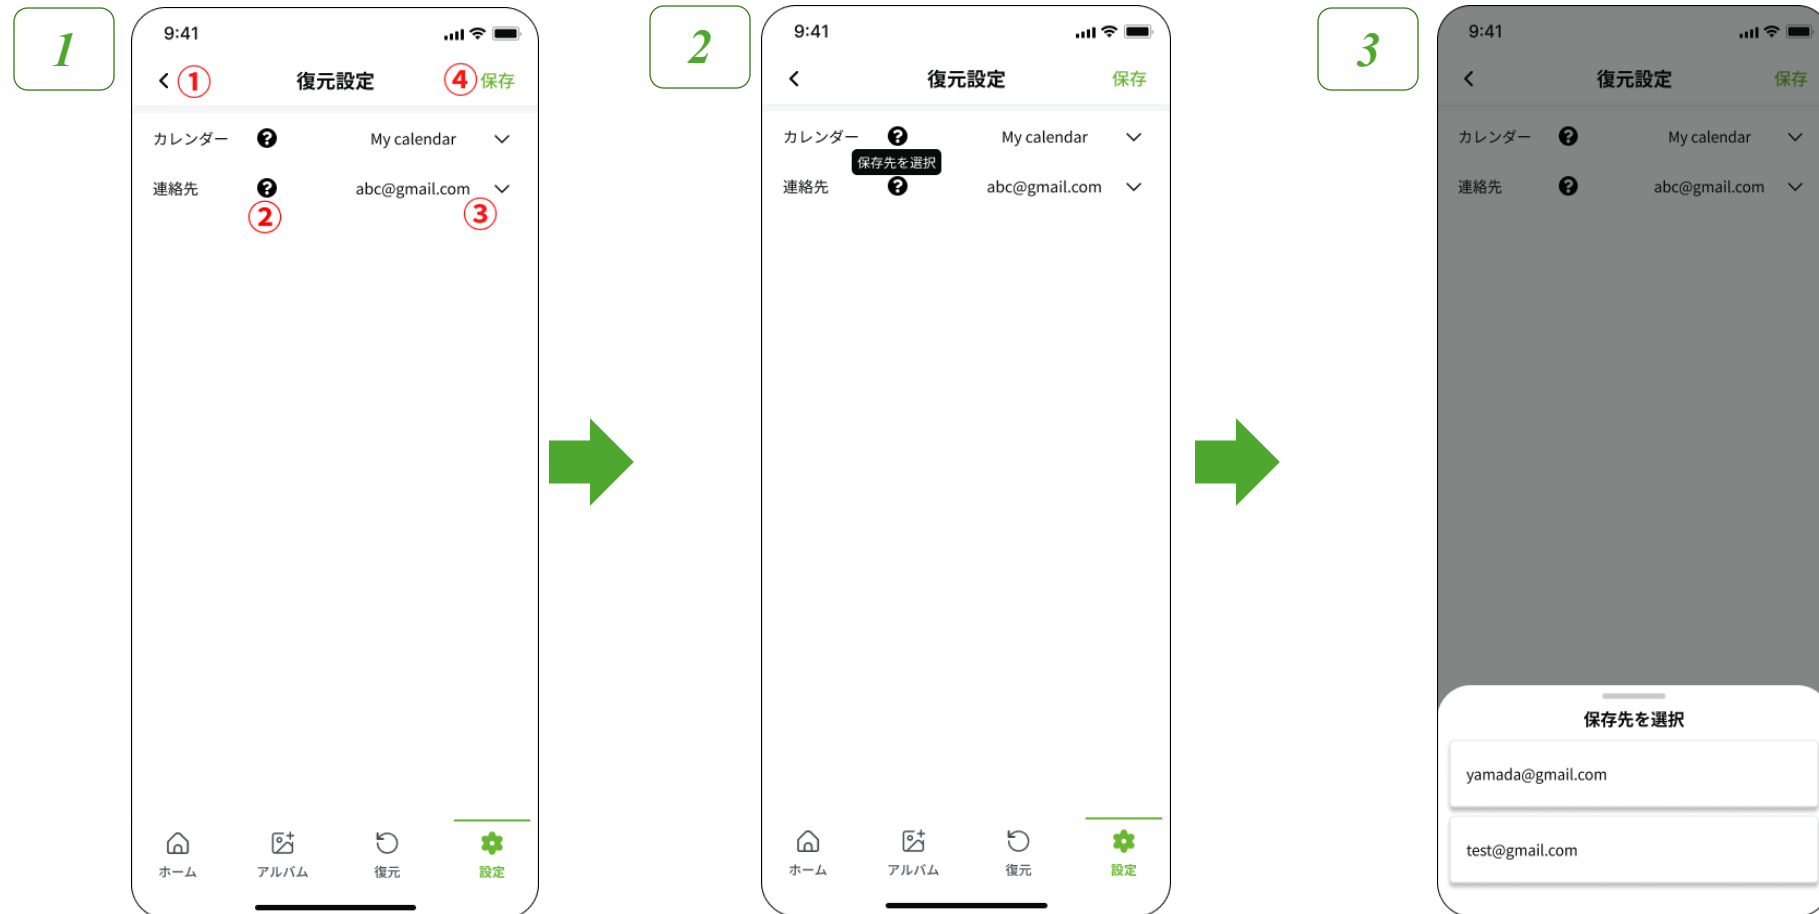 1
9:41
① 復元設定 ④ 保存
カレンダー ? My calendar
連絡先 ? abc@gmail.com
② ③
ホーム アルバム 復元 設定
2
9:41
復元設定 保存
カレンダー ? My calendar
保存先を選択
連絡先 ? abc@gmail.com
ホーム アルバム 復元 設定
3
9:41
復元設定 保存
カレンダー ? My calendar
連絡先 ? abc@gmail.com
保存先を選択
yamada@gmail.com
test@gmail.com